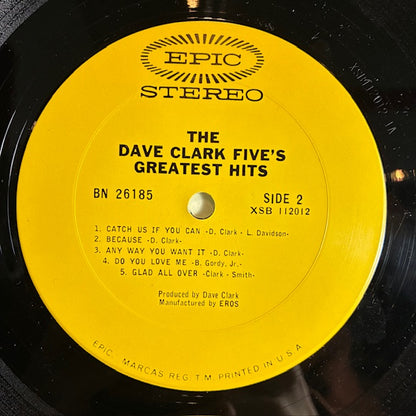 EPIC
STEREO
THE
DAVE CLARK FIVE'S
GREATEST HITS
BN 26185 SIDE 2
XSB 112012
1. CATCH US IF YOU CAN -D. Clark - L. Davidson-
2. BECAUSE -D. Clark-
3. ANY WAY YOU WANT IT -D. Clark-
4. DO YOU LOVE ME -B. Gordy, Jr.-
5. GLAD ALL OVER -Clark - Smith-
Produced by Dave Clark
Manufactured by EROS
EPIC, MARCAS REG. T.M. PRINTED IN U.S.A.